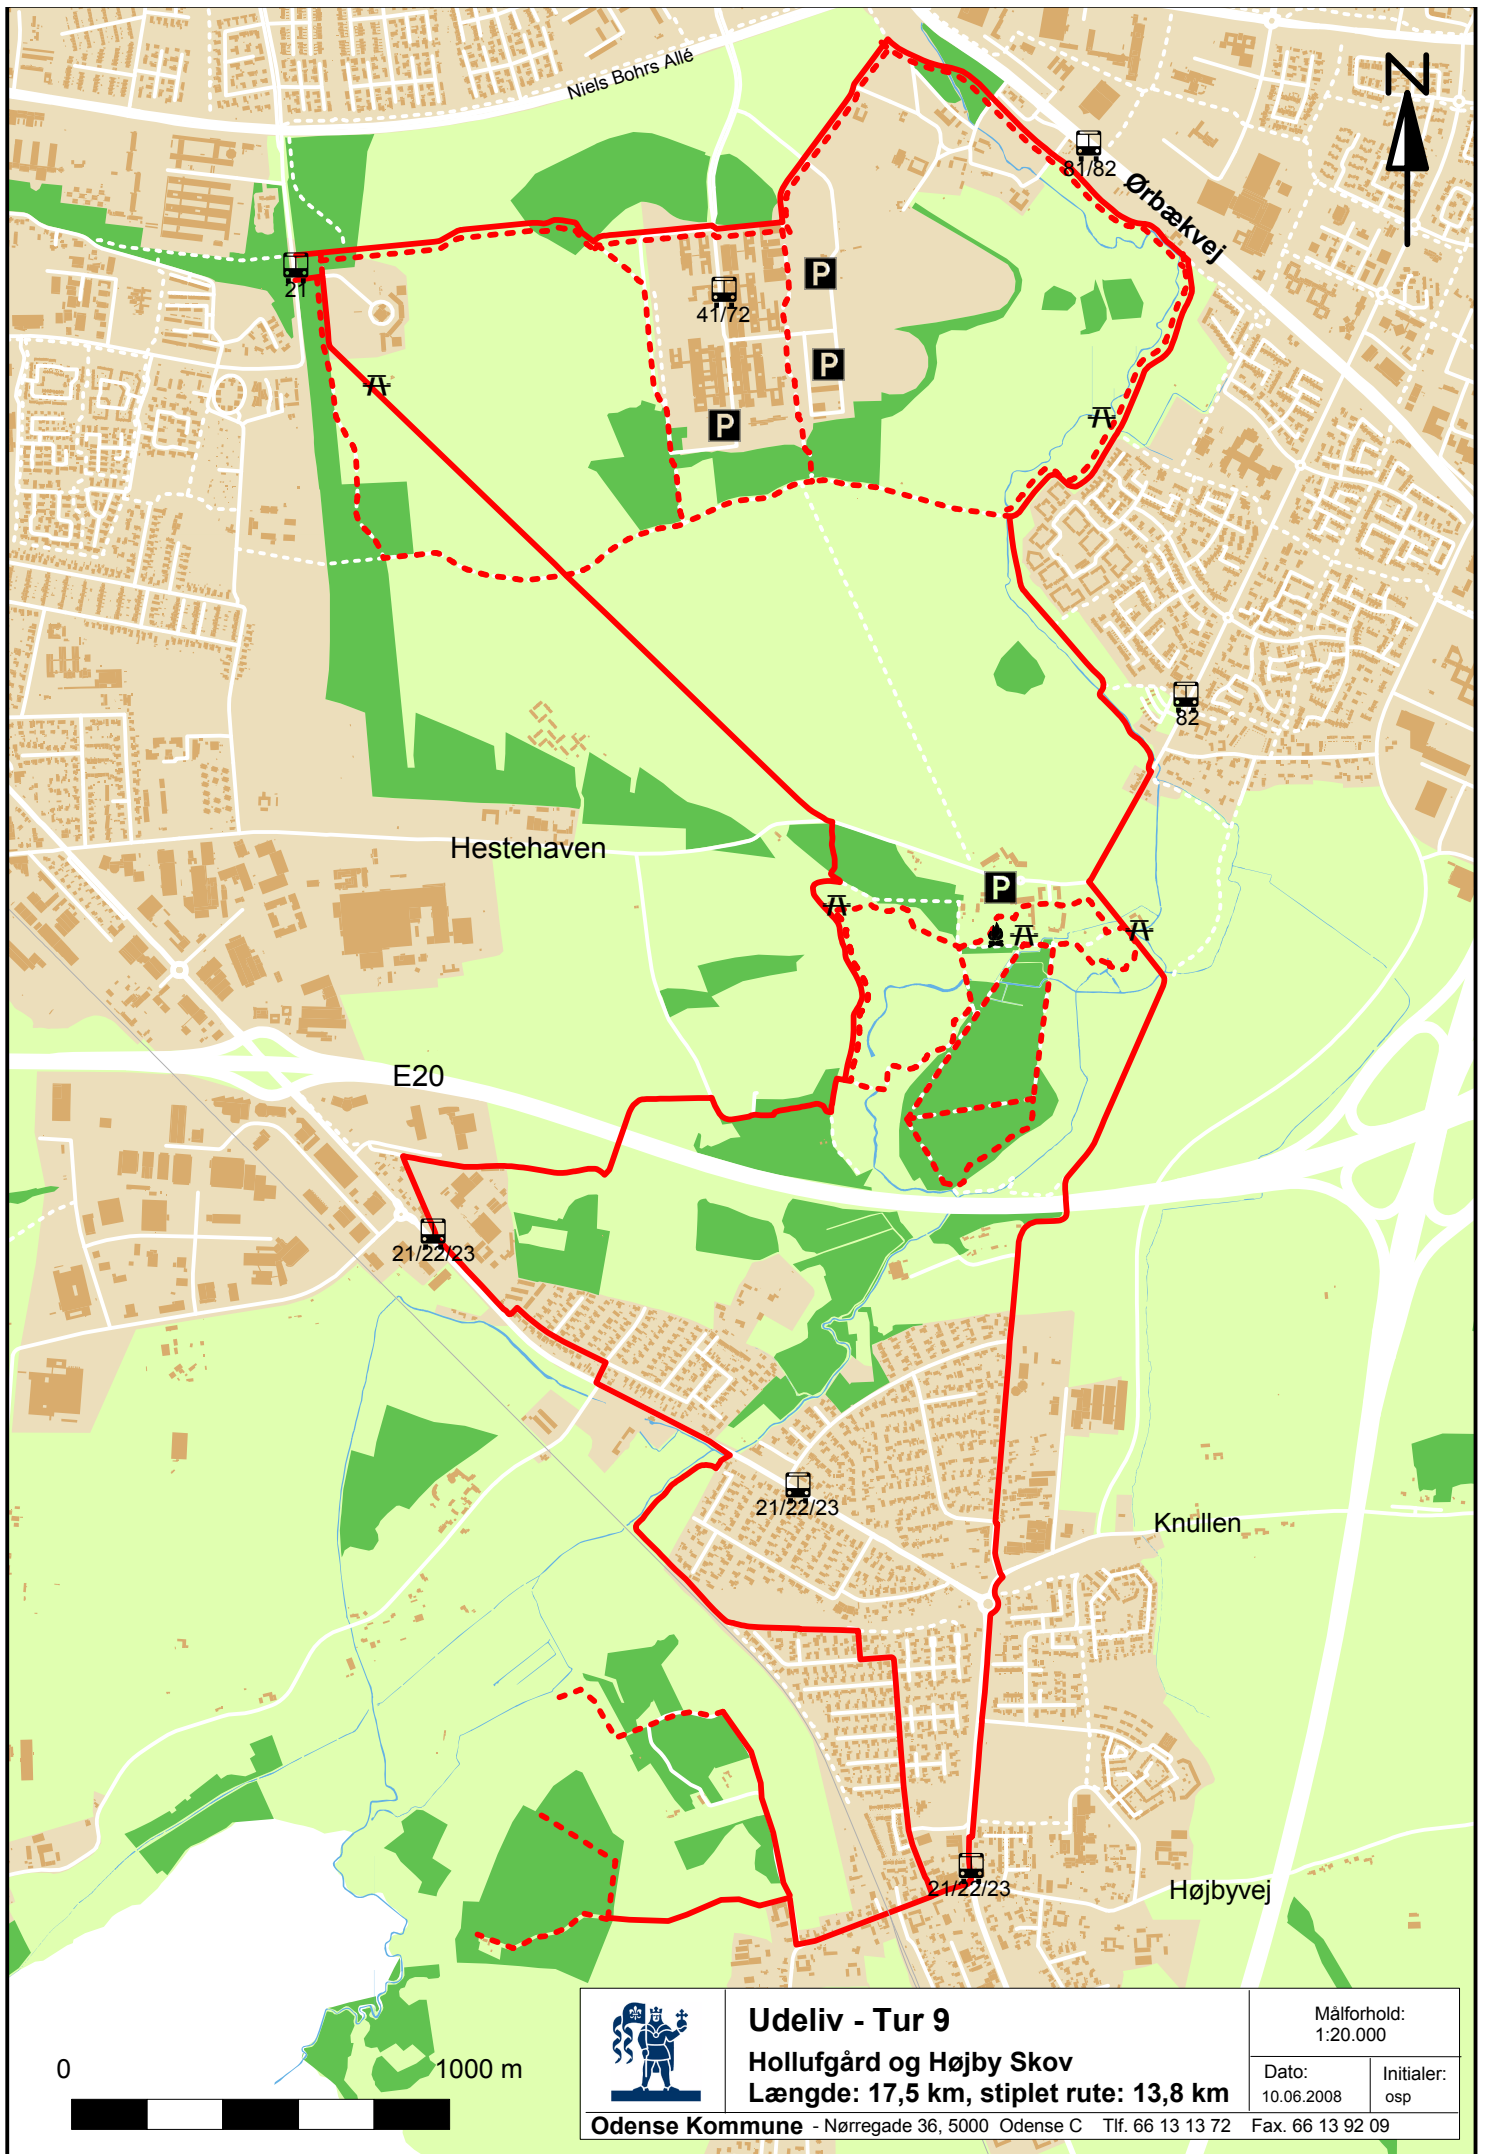 Niels Bohrs Allé
N
81/82
Ørbækvej
21
41/72
P
P
P
82
Hestehaven
P
E20
21/22/23
21/22/23
Knullen
21/22/23
Højbyvej
0 1000 m
Udeliv - Tur 9
Hollufgård og Højby Skov
Længde: 17,5 km, stiplet rute: 13,8 km
Målforhold:
1:20.000
Dato:
10.06.2008
Initialer:
osp
Odense Kommune - Nørregade 36, 5000 Odense C Tlf. 66 13 13 72 Fax. 66 13 92 09